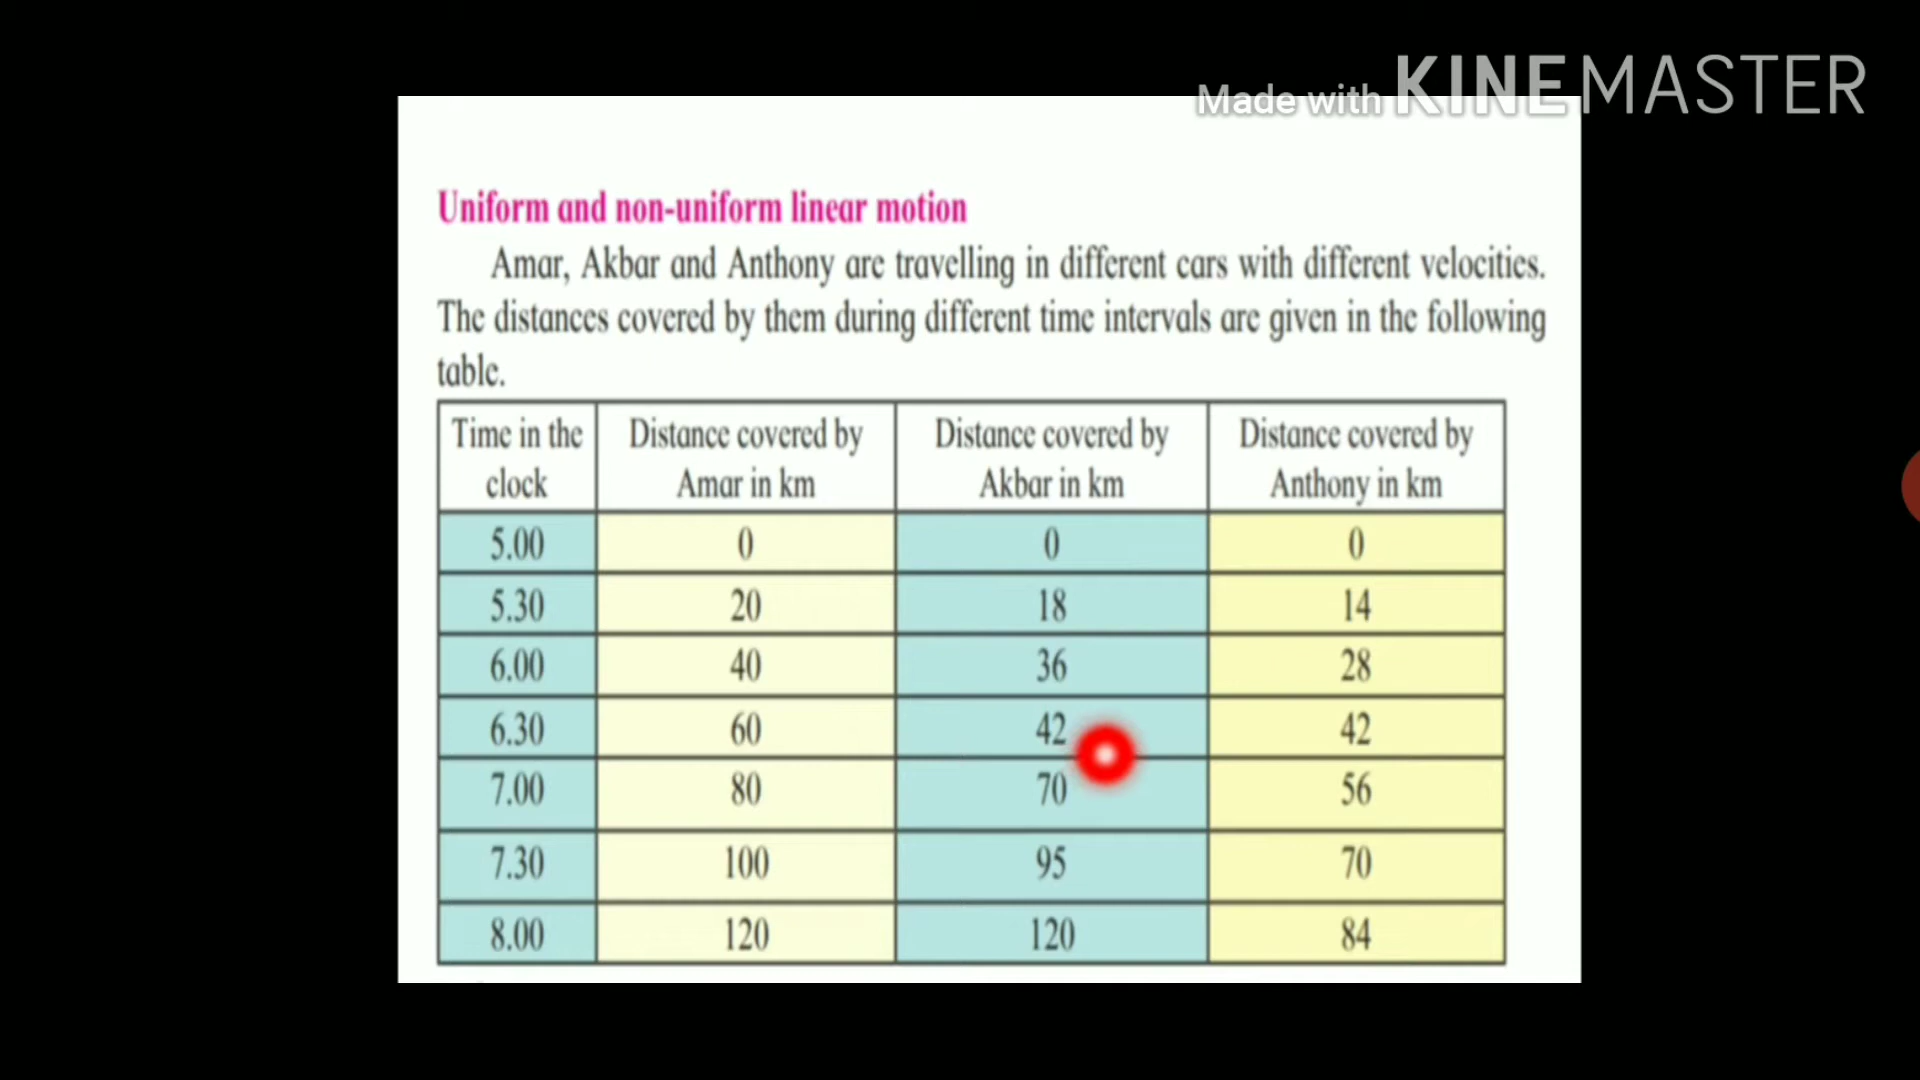 Made with KINEMASTER
Uniform and non-uniform linear motion
Amar, Akbar and Anthony are travelling in different cars with different velocities.
The distances covered by them during different time intervals are given in the following
table.
Time in the clock Distance covered by Amar in km Distance covered by Akbar in km Distance covered by Anthony in km
5.00 0 0 0
5.30 20 18 14
6.00 40 36 28
6.30 60 42 42
7.00 80 70 56
7.30 100 95 70
8.00 120 120 84